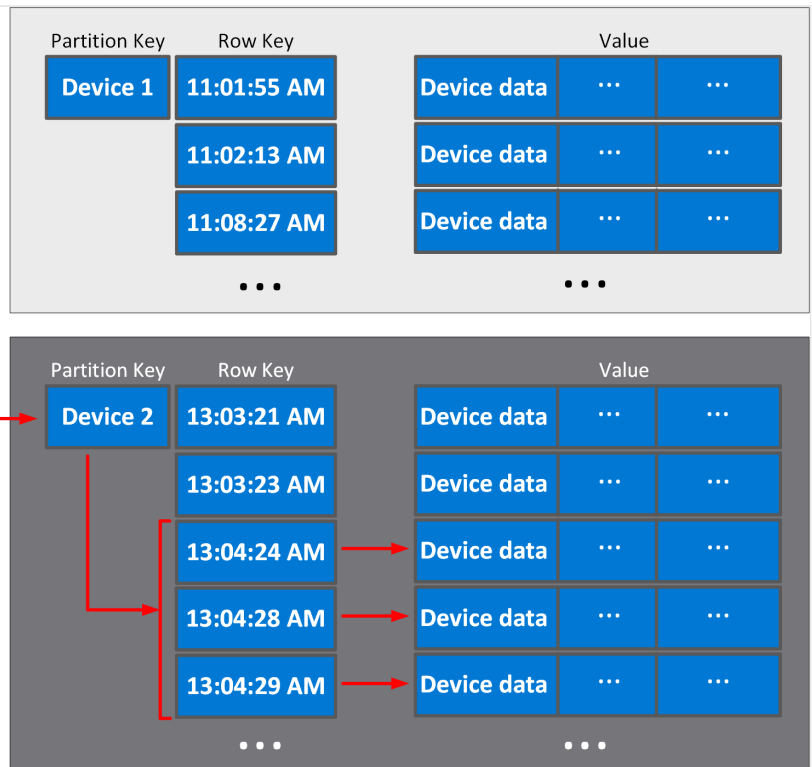 Partition Key Row Key Value
Device 1 11:01:55 AM Device data ... ...
11:02:13 AM Device data ... ...
11:08:27 AM Device data ... ...
... ...
Partition Key Row Key Value
Device 2 13:03:21 AM Device data ... ...
13:03:23 AM Device data ... ...
13:04:24 AM Device data ... ...
13:04:28 AM Device data ... ...
13:04:29 AM Device data ... ...
... ...